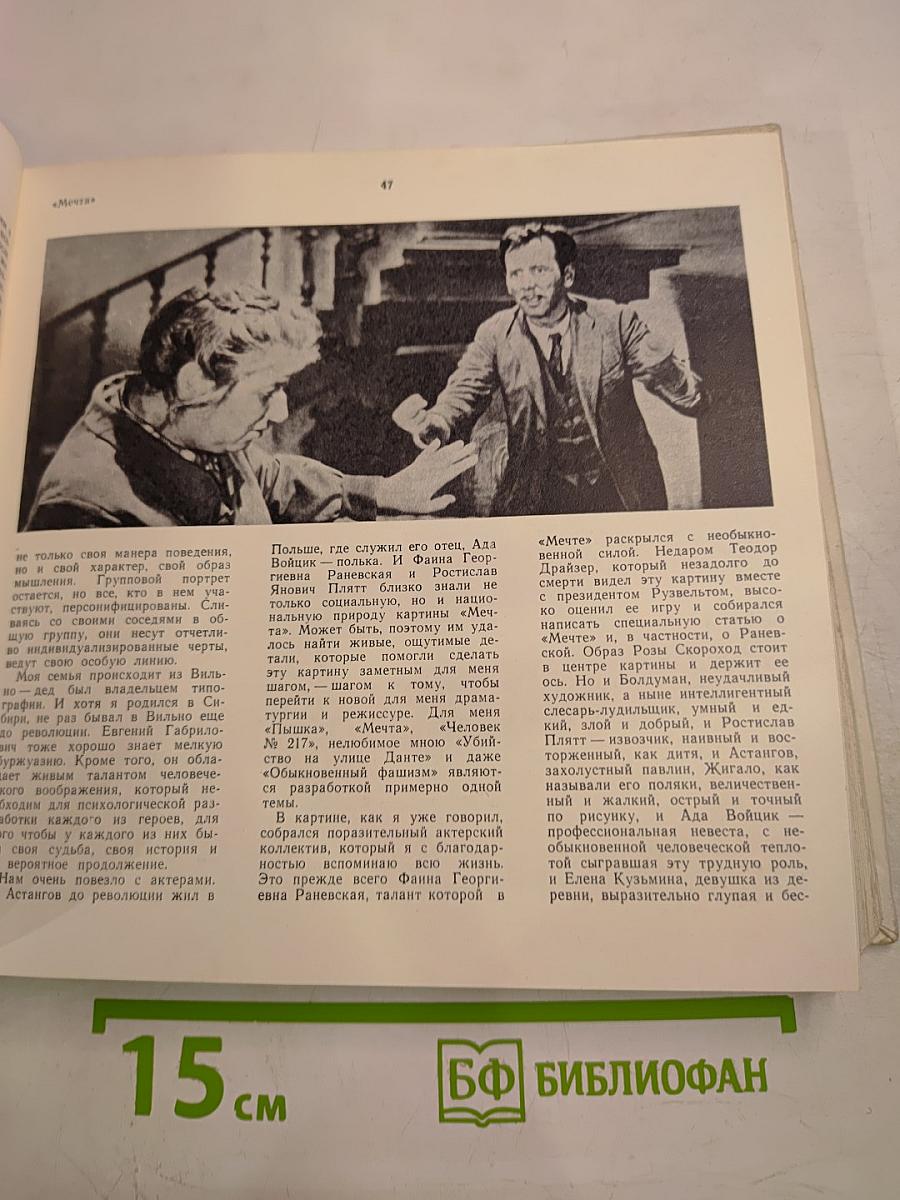 «Мечта»
47
не только своя манера поведения,
но и свой характер, свой образ
мышления. Групповой портрет
остается, но все, кто в нем уча-
ствуют, персонифицированы. Сли-
ваясь со своими соседями в об-
щую группу, они несут отчетли-
во индивидуализированные черты,
ведут свою особую линию.
Моя семья происходит из Виль-
но — дед был владельцем типо-
графии. И хотя я родился в Си-
бири, не раз бывал в Вильно еще
до революции. Евгений Габрило-
вич тоже хорошо знает мелкую
буржуазию. Кроме того, он обла-
дает живым талантом человече-
ского воображения, который не-
бходим для психологической раз-
аботки каждого из героев, для
ого чтобы у каждого из них бы-
своя судьба, своя история и
вероятное продолжение.
Нам очень повезло с актерами.
Астангов до революции жил в
Польше, где служил его отец, Ада
Войцик — полька. И Фаина Геор-
гиевна Раневская и Ростислав
Янович Плятт близко знали не
только социальную, но и нацио-
нальную природу картины «Меч-
та». Может быть, поэтому им уда-
лось найти живые, ощутимые де-
тали, которые помогли сделать
эту картину заметным для меня
шагом, — шагом к тому, чтобы
перейти к новой для меня драма-
тургии и режиссуре. Для меня
«Пышка», «Мечта», «Человек
№ 217», нелюбимое мною «Убий-
ство на улице Данте» и даже
«Обыкновенный фашизм» являют-
ся разработкой примерно одной
темы.
В картине, как я уже говорил,
собрался поразительный актерский
коллектив, который я с благодар-
ностью вспоминаю всю жизнь.
Это прежде всего Фаина Георги-
евна Раневская, талант которой в
«Мечте» раскрылся с необыкно-
венной силой. Недаром Теодор
Драйзер, который незадолго до
смерти видел эту картину вместе
с президентом Рузвельтом, высо-
ко оценил ее игру и собирался
написать специальную статью о
«Мечте» и, в частности, о Ранев-
ской. Образ Розы Скороход стоит
в центре картины и держит ее
ось. Но и Болдуман, неудачливый
художник, а ныне интеллигентный
слесарь-лудильщик, умный и ед-
кий, злой и добрый, и Ростислав
Плятт — извозчик, наивный и вос-
торженный, как дитя, и Астангов,
захолустный павлин, Жигало, как
называли его поляки, величествен-
ный и жалкий, острый и точный
по рисунку, и Ада Войцик —
профессиональная невеста, с не-
обыкновенной человеческой тепло-
той сыгравшая эту трудную роль,
и Елена Кузьмина, девушка из де-
ревни, выразительно глупая и бес-
15 см
БФ БИБЛИОФАН